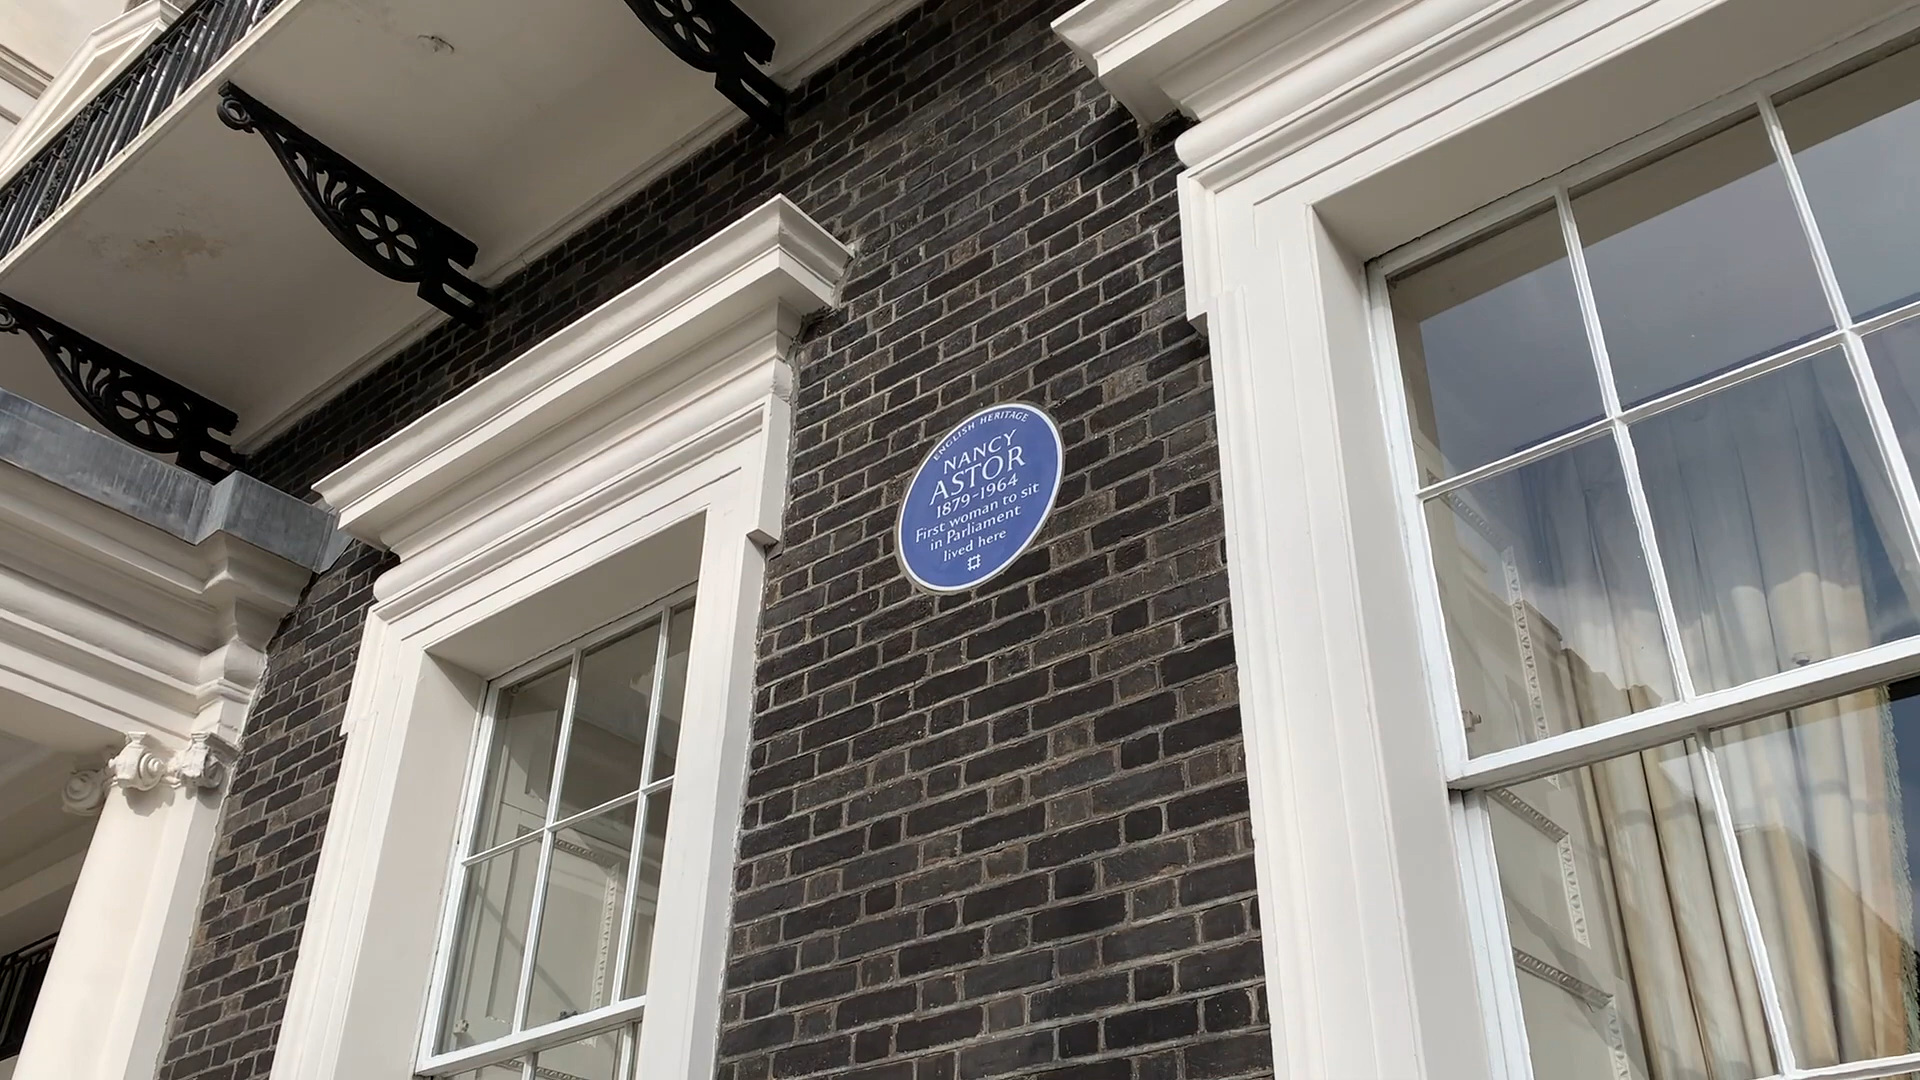 ENGLISH HERITAGE
NANCY
ASTOR
1879-1964
First woman to sit
in Parliament
lived here